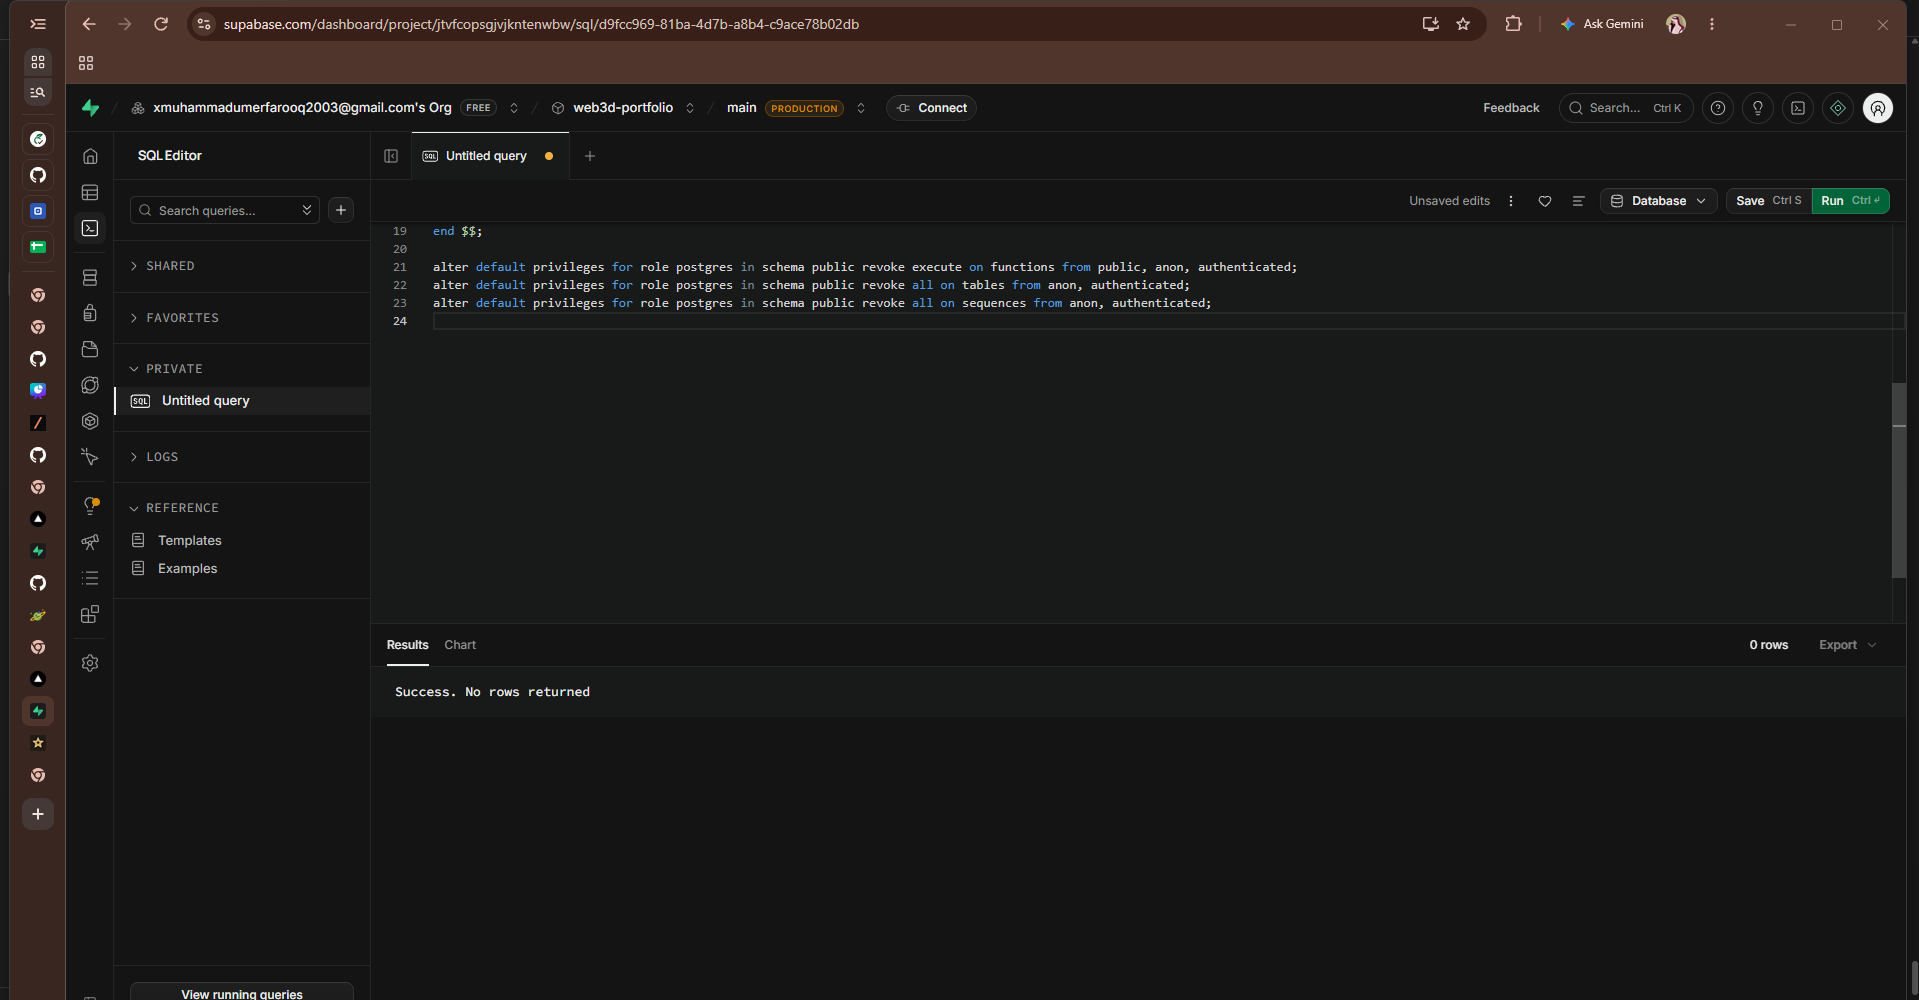 supabase.com/dashboard/project/jtvfcopsgjvjkntenwbw/sql/d9fcc969-81ba-4d7b-a8b4-c9ace78b02db
Ask Gemini
xmuhammadumerfarooq2003@gmail.com's Org FREE
web3d-portfolio
main PRODUCTION
Connect
Feedback
Search... Ctrl K
SQL Editor
SQL Untitled query
Search queries...
Unsaved edits
Database
Save Ctrl S
Run Ctrl ↵
SHARED
FAVORITES
PRIVATE
SQL Untitled query
LOGS
REFERENCE
Templates
Examples
View running queries
19 end $$;
20
21 alter default privileges for role postgres in schema public revoke execute on functions from public, anon, authenticated;
22 alter default privileges for role postgres in schema public revoke all on tables from anon, authenticated;
23 alter default privileges for role postgres in schema public revoke all on sequences from anon, authenticated;
24
Results Chart
0 rows
Export
Success. No rows returned